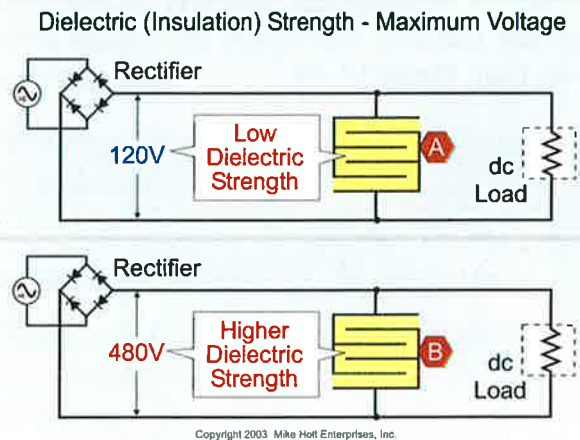 Dielectric (Insulation) Strength - Maximum Voltage
Rectifier
120V
Low
Dielectric
Strength
A
dc
Load
Rectifier
480V
Higher
Dielectric
Strength
B
dc
Load
Copyright 2003 Mike Holt Enterprises, Inc.